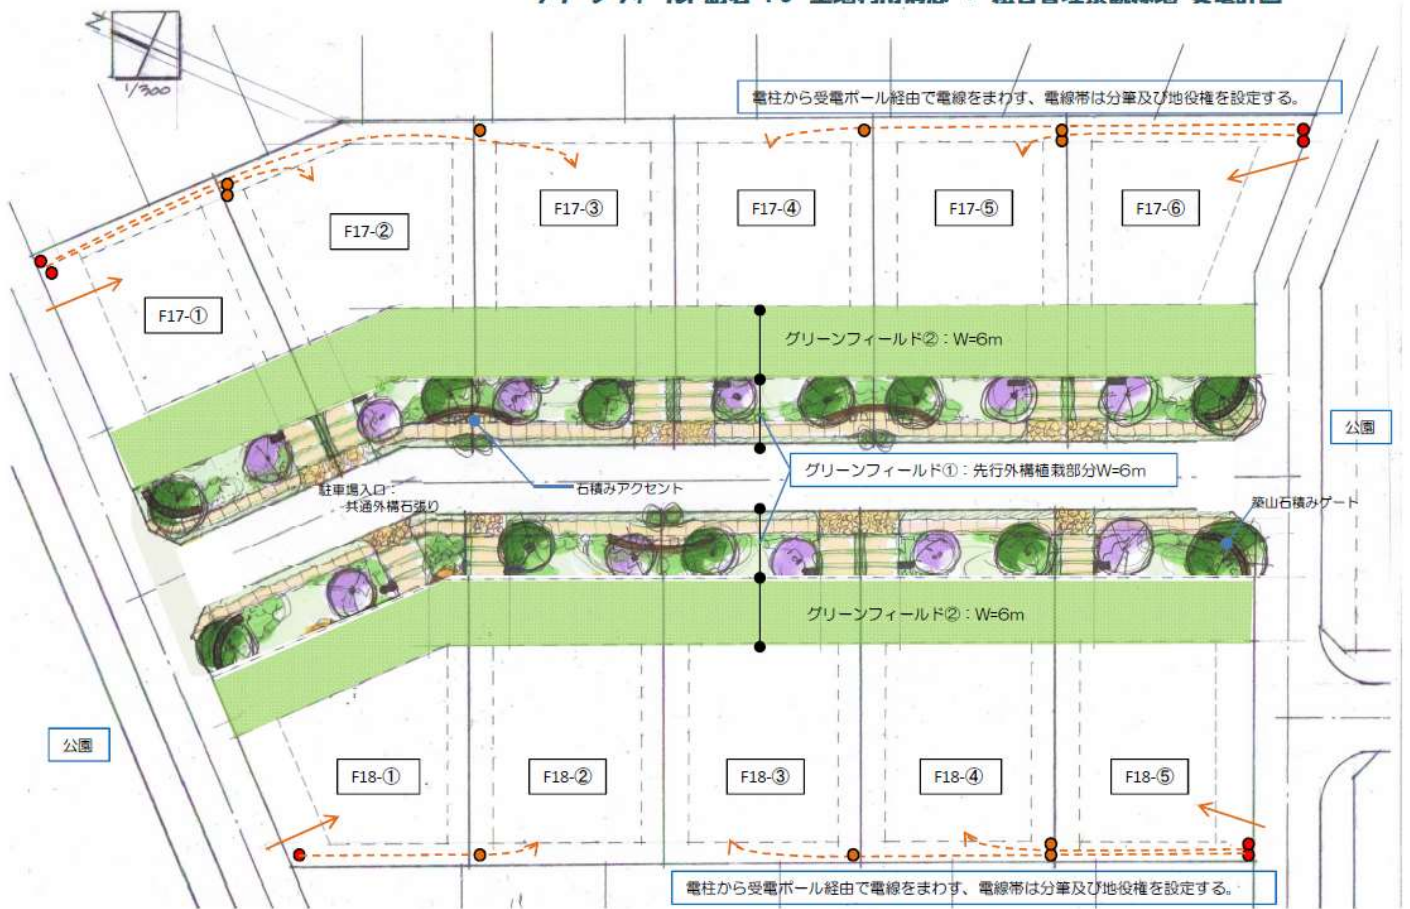 1/300
電柱から受電ポール経由で電線をまわす、電線帯は分筆及び地役権を設定する。
F17-①
F17-②
F17-③
F17-④
F17-⑤
F17-⑥
グリーンフィールド②：W=6m
公園
グリーンフィールド①：先行外構植栽部分W=6m
駐車場入口：
共通外構石張り
石積みアクセント
築山石積みゲート
グリーンフィールド②：W=6m
公園
F18-①
F18-②
F18-③
F18-④
F18-⑤
電柱から受電ポール経由で電線をまわす、電線帯は分筆及び地役権を設定する。